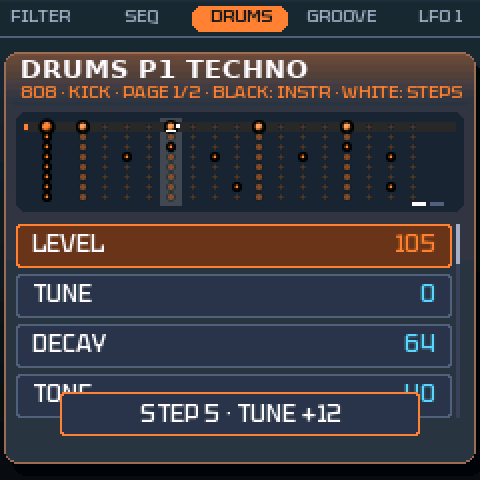 FILTER SEQ DRUMS GROOVE LFO 1
DRUMS P1 TECHNO
808 · KICK · PAGE 1/2 · BLACK: INSTR · WHITE: STEPS
LEVEL 105
TUNE 0
DECAY 64
TONE 40
STEP 5 · TUNE +12